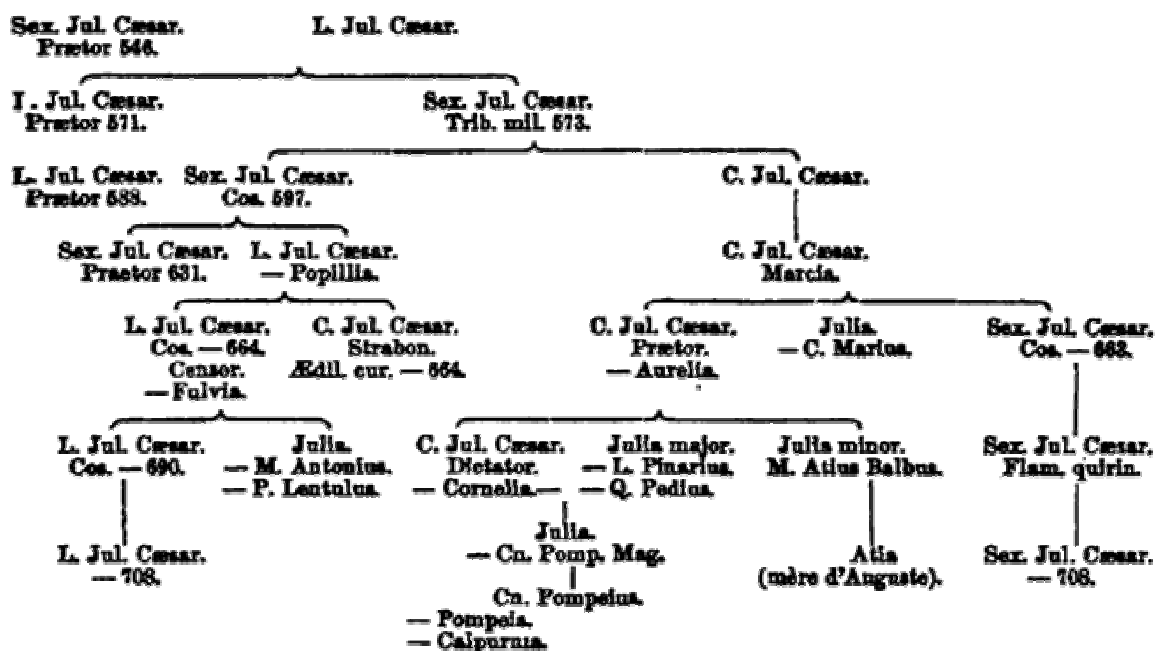 Sex. Jul. Cæsar. L. Jul. Cæsar.
Prætor 546.
L. Jul. Cæsar. Sex. Jul. Cæsar.
Prætor 571. Trib. mil. 573.
L. Jul. Cæsar. Sex. Jul. Cæsar. C. Jul. Cæsar.
Prætor 588. Cos. 597.
Sex. Jul. Cæsar. L. Jul. Cæsar. C. Jul. Cæsar.
Praetor 631. — Popillia. Marcia.
L. Jul. Cæsar. C. Jul. Cæsar. C. Jul. Cæsar. Julia. Sex. Jul. Cæsar.
Cos. — 664. Strabon. Prætor. — C. Marius. Cos. — 663.
Censor. Ædil. cur. — 664. — Aurelia.
— Fulvia.
L. Jul. Cæsar. Julia. C. Jul. Cæsar. Julia major. Julia minor. Sex. Jul. Cæsar.
Cos. — 690. — M. Antonius. Dictator. — L. Pinarius. M. Atius Balbus. Flam. quirin.
— P. Lentulus. — Cornelia. — — Q. Pedius.
Julia.
L. Jul. Cæsar. — Cn. Pomp. Mag. Atia Sex. Jul. Cæsar.
— 708. (mère d'Auguste). — 708.
Cn. Pompeius.
— Pompeia.
— Calpurnia.